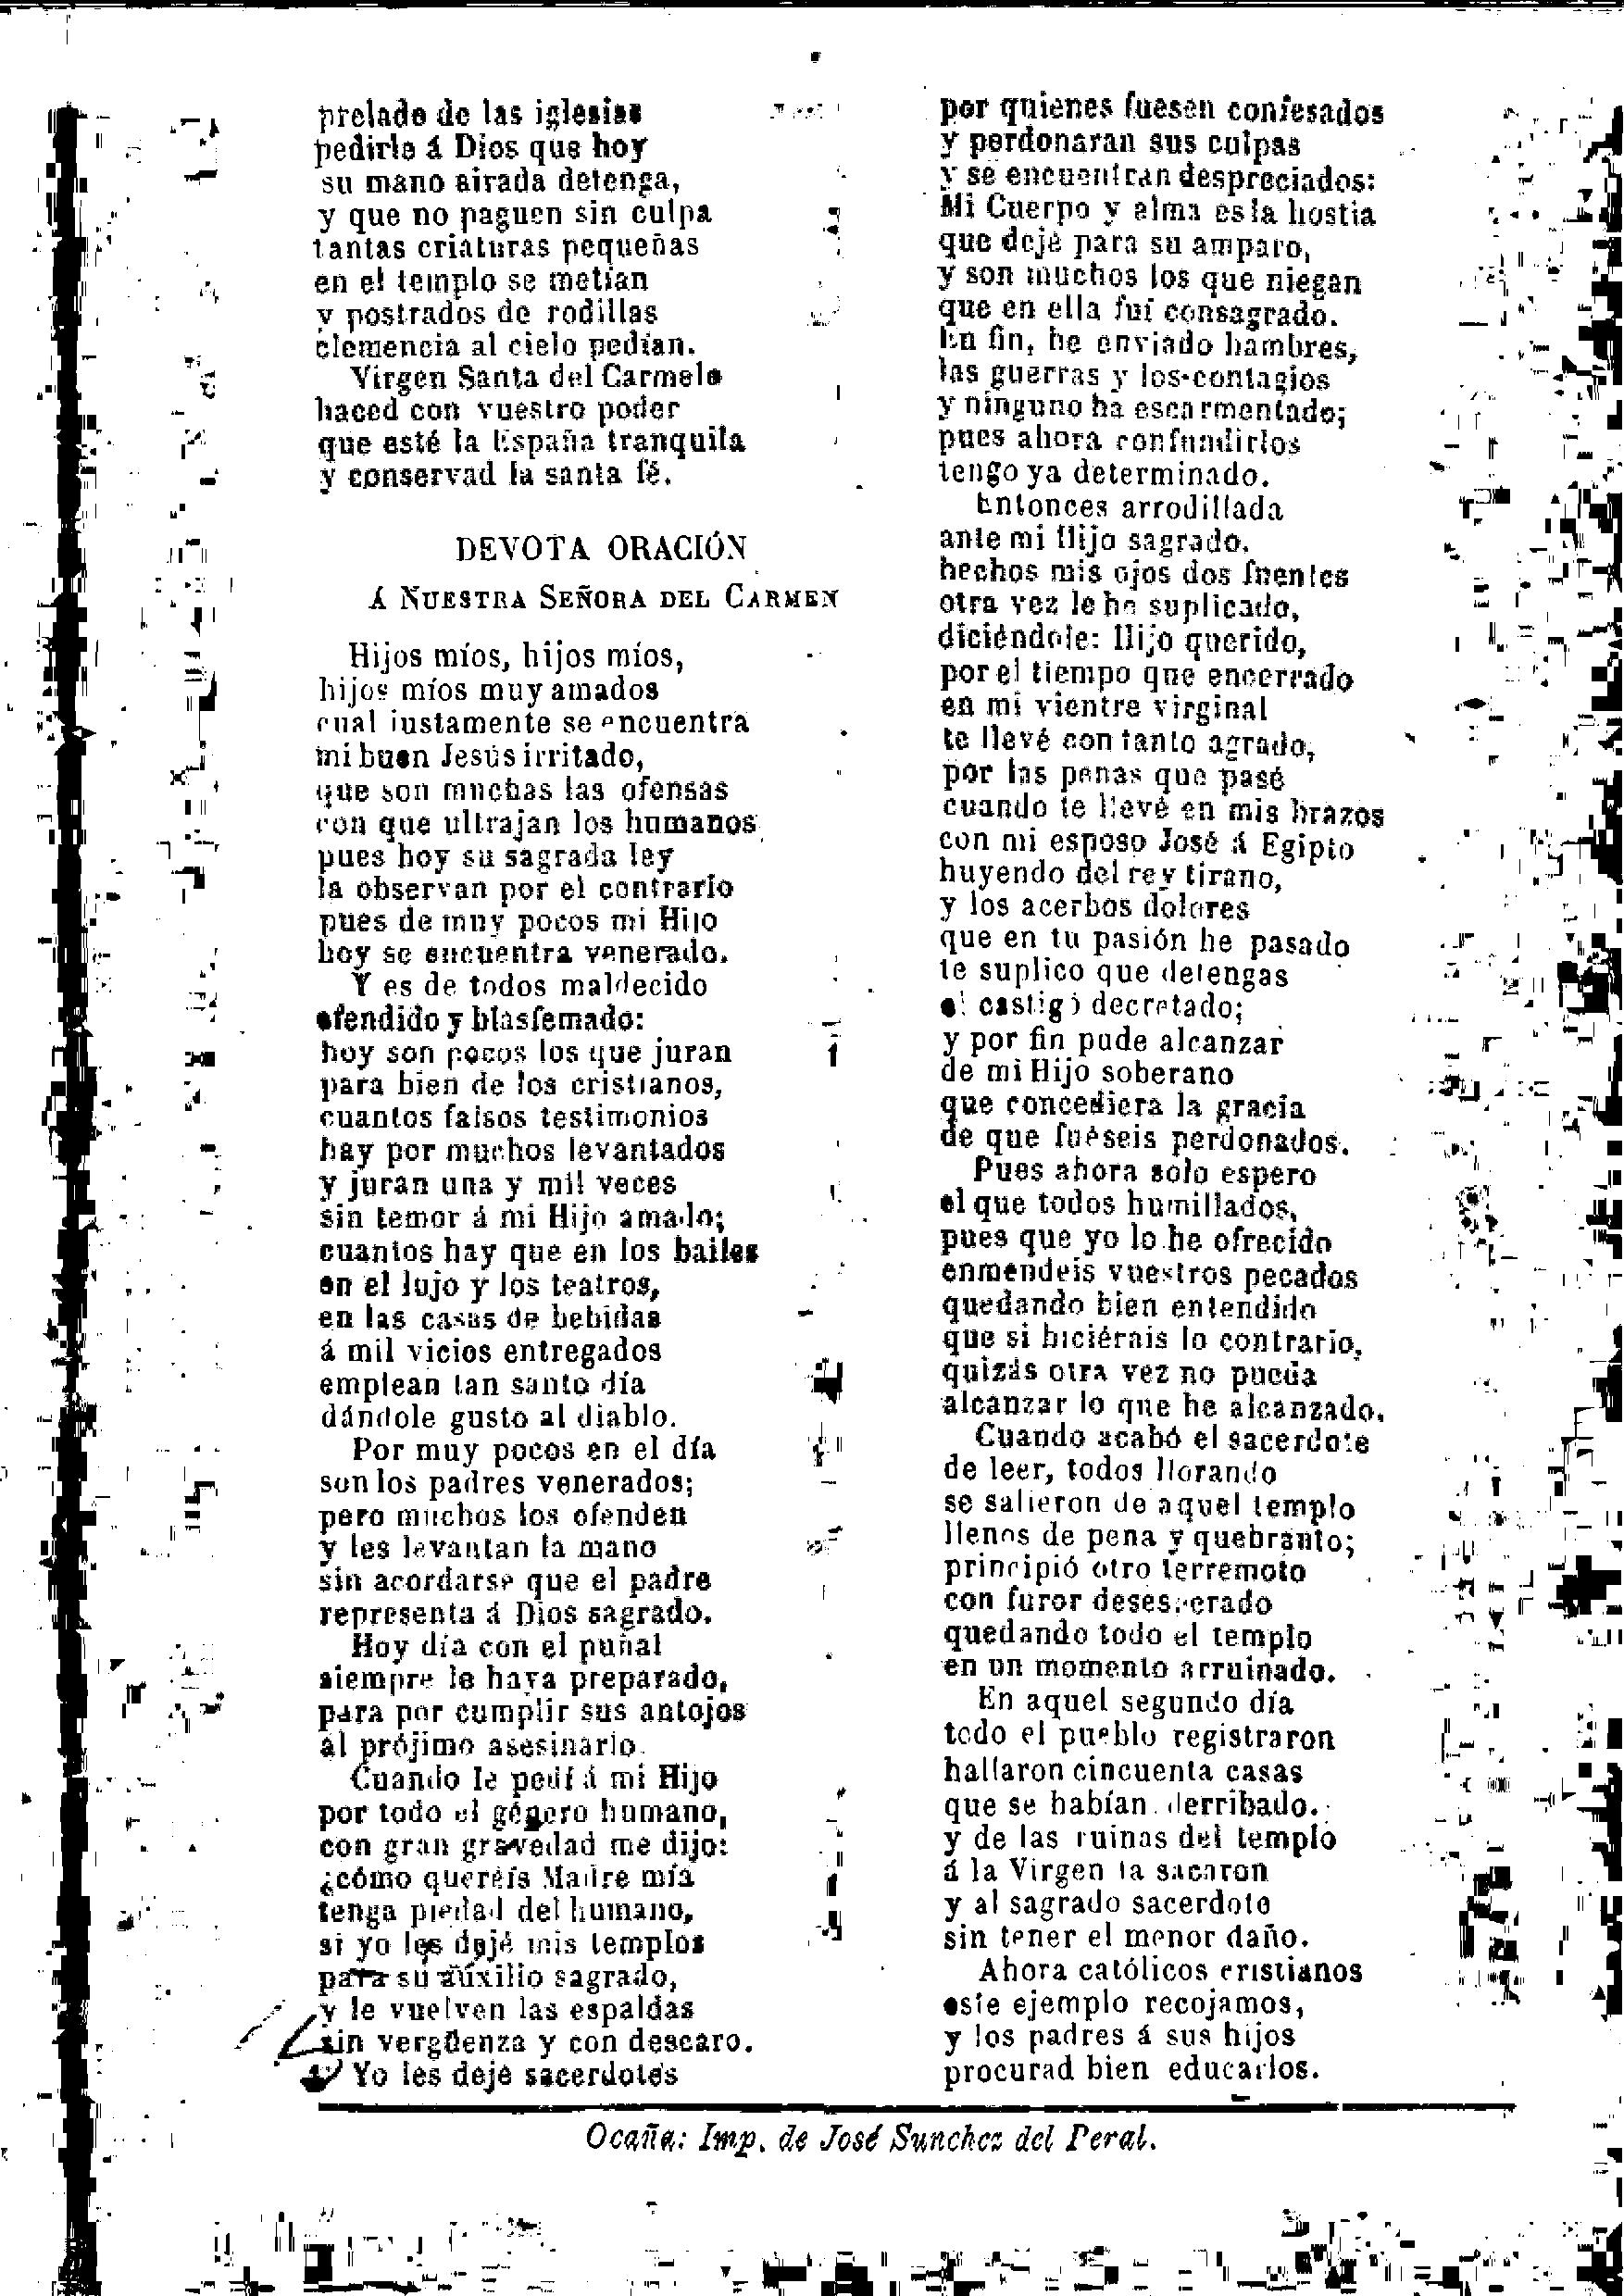 prelado de las iglesias
pedirle á Dios que hoy
su mano airada detenga,
y que no paguen sin culpa
tantas criaturas pequeñas
en el templo se metían
y postrados de rodillas
clemencia al cielo pedían.
Virgen Santa del Carmelo
haced con vuestro poder
que esté la España tranquila
y conservad la santa fé.
DEVOTA ORACIÓN
Á NUESTRA SEÑORA DEL CARMEN
Hijos míos, hijos míos,
hijos míos muy amados
cual justamente se encuentra
mi buen Jesús irritado,
que son muchas las ofensas
con que ultrajan los humanos
pues hoy su sagrada ley
la observan por el contrario
pues de muy pocos mi Hijo
hoy se encuentra venerado.
Y es de todos maldecido
ofendido y blasfemado:
hoy son pocos los que juran
para bien de los cristianos,
cuantos falsos testimonios
hay por muchos levantados
y juran una y mil veces
sin temor á mi Hijo amado;
cuantos hay que en los bailes
en el lujo y los teatros,
en las casas de bebidas
á mil vicios entregados
emplean tan santo día
dándole gusto al diablo.
Por muy pocos en el día
son los padres venerados;
pero muchos los ofenden
y les levantan la mano
sin acordarse que el padre
representa á Dios sagrado.
Hoy día con el puñal
siempre le haya preparado,
para por cumplir sus antojos
al prójimo asesinarlo.
Cuando le pedí á mi Hijo
por todo el género humano,
con gran gravedad me dijo:
¿cómo queréis Madre mía
tenga piedad del humano,
si yo les dejé mis templos
para su auxilio sagrado,
y le vuelven las espaldas
sin vergüenza y con descaro.
Yo les dejé sacerdotes
por quienes fuesen confesados
y perdonaran sus culpas
y se encuentran despreciados:
Mi Cuerpo y alma es la hostia
que dejé para su amparo,
y son muchos los que niegan
que en ella fuí consagrado.
En fin, he enviado hambres,
las guerras y los contagios
y ninguno ha escarmentado;
pues ahora confundirlos
tengo ya determinado.
Entonces arrodillada
ante mi Hijo sagrado.
hechos mis ojos dos fuentes
otra vez le he suplicado,
diciéndole: Hijo querido,
por el tiempo que encerrado
en mi vientre virginal
te llevé con tanto agrado,
por las penas que pasé
cuando te llevé en mis brazos
con mi esposo José á Egipto
huyendo del rey tirano,
y los acerbos dolores
que en tu pasión he pasado
te suplico que detengas
el castigo decretado;
y por fin pude alcanzar
de mi Hijo soberano
que concediera la gracia
de que fuéseis perdonados.
Pues ahora solo espero
el que todos humillados,
pues que yo lo he ofrecido
enmendeis vuestros pecados
quedando bien entendido
que si hiciérais lo contrario,
quizás otra vez no pueda
alcanzar lo que he alcanzado.
Cuando acabó el sacerdote
de leer, todos llorando
se salieron de aquel templo
llenos de pena y quebranto;
principió otro terremoto
con furor desesperado
quedando todo el templo
en un momento arruinado.
En aquel segundo día
todo el pueblo registraron
hallaron cincuenta casas
que se habían derribado.
y de las ruinas del templo
á la Virgen la sacaron
y al sagrado sacerdote
sin tener el menor daño.
Ahora católicos cristianos
este ejemplo recojamos,
y los padres á sus hijos
procurad bien educarlos.
Ocaña: Imp. de José Sunchez del Peral.